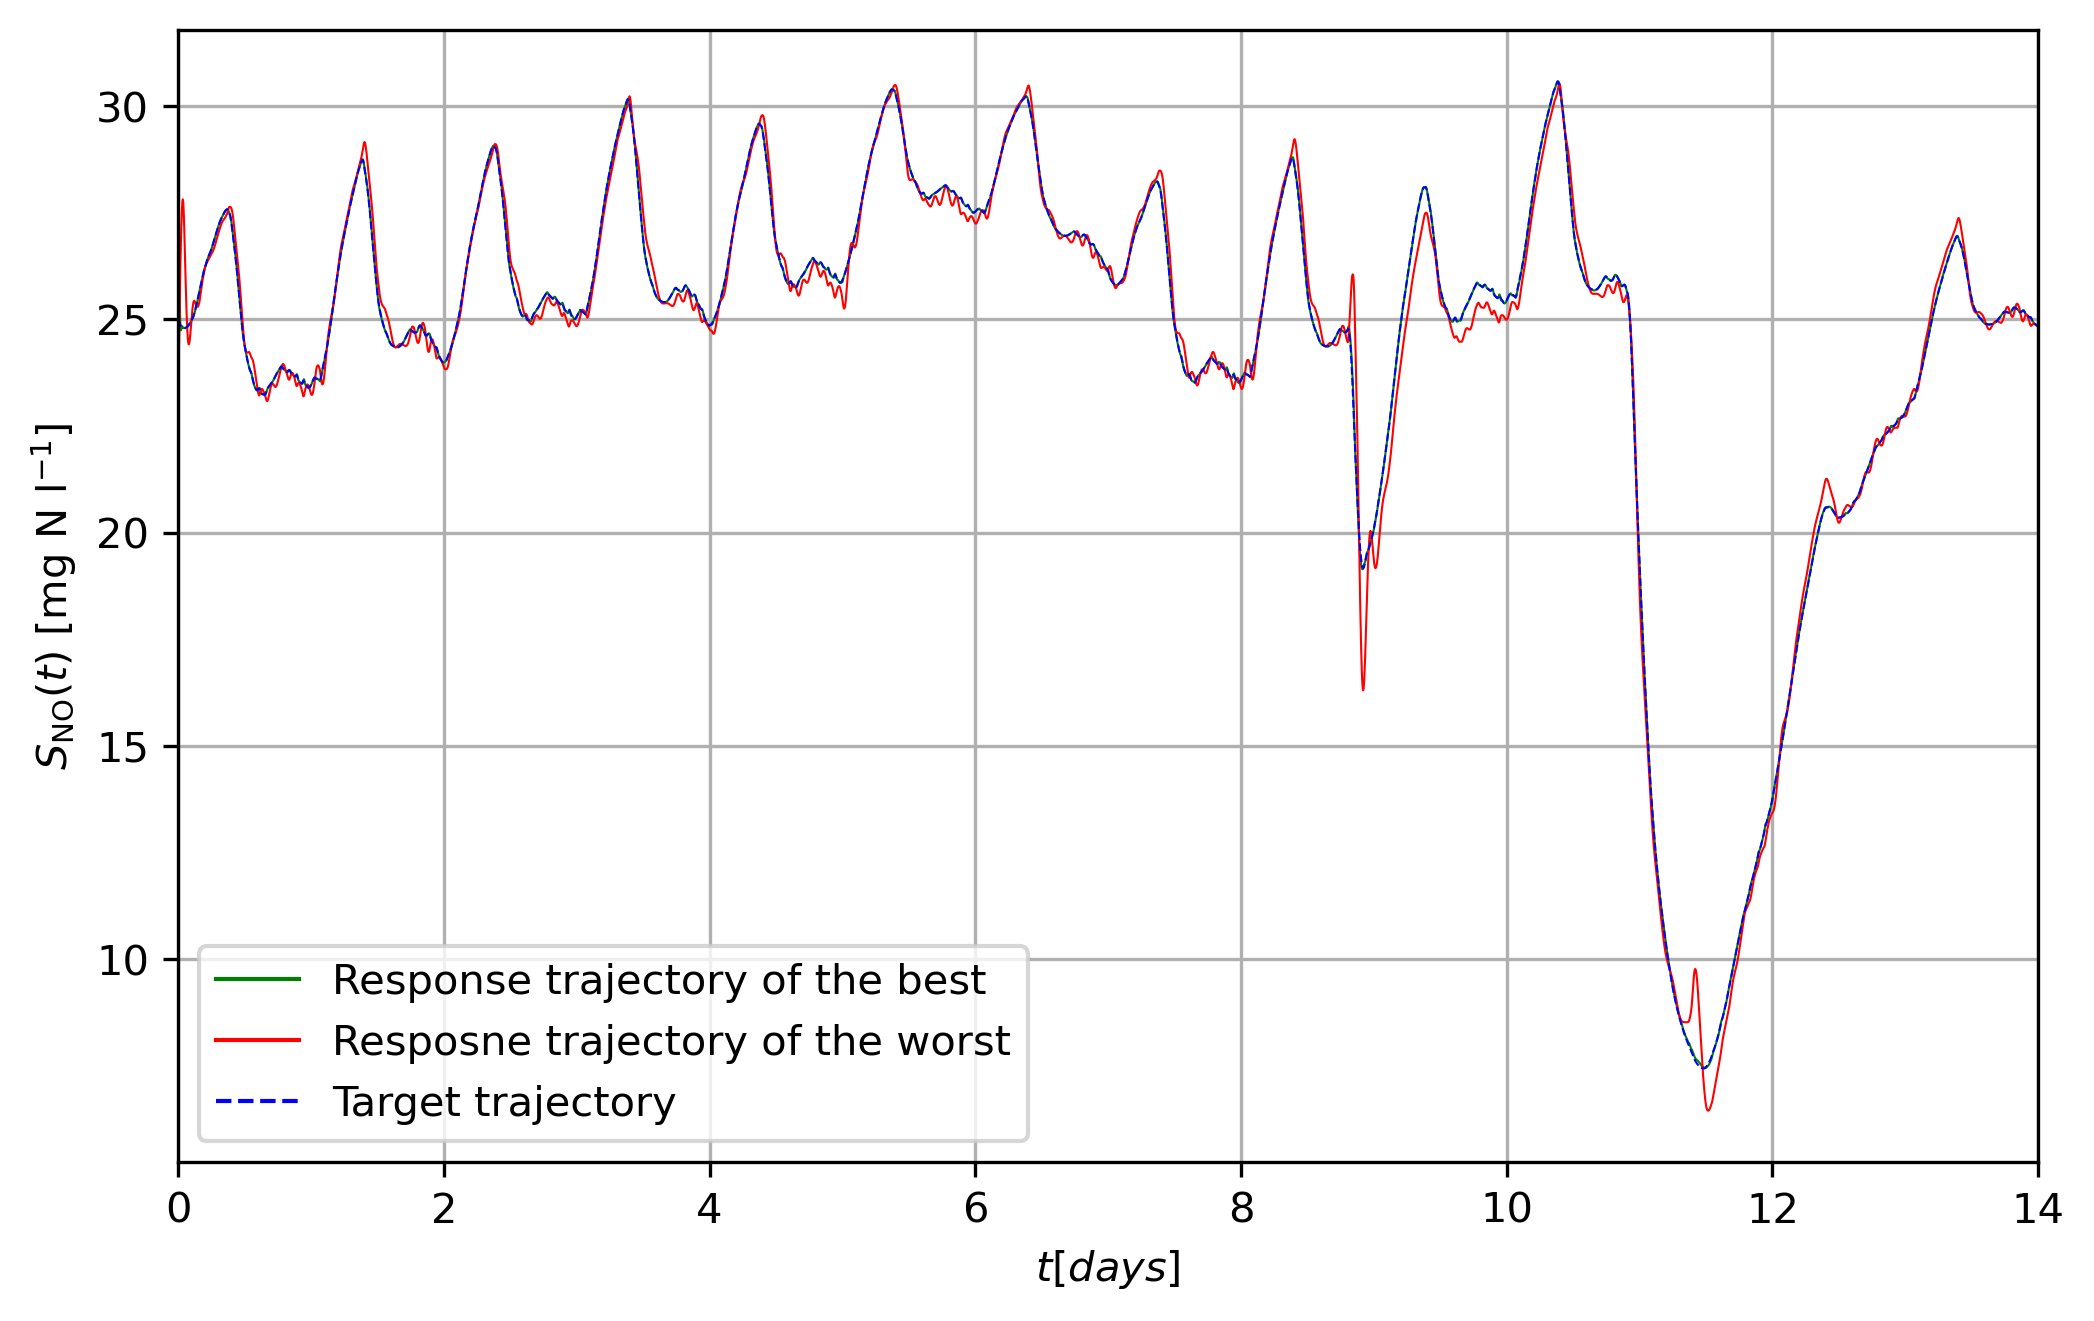 30
25
20
15
10
S_NO(t) [mg N l⁻¹]
Response trajectory of the best
Resposne trajectory of the worst
Target trajectory
0 2 4 6 8 10 12 14
t[days]